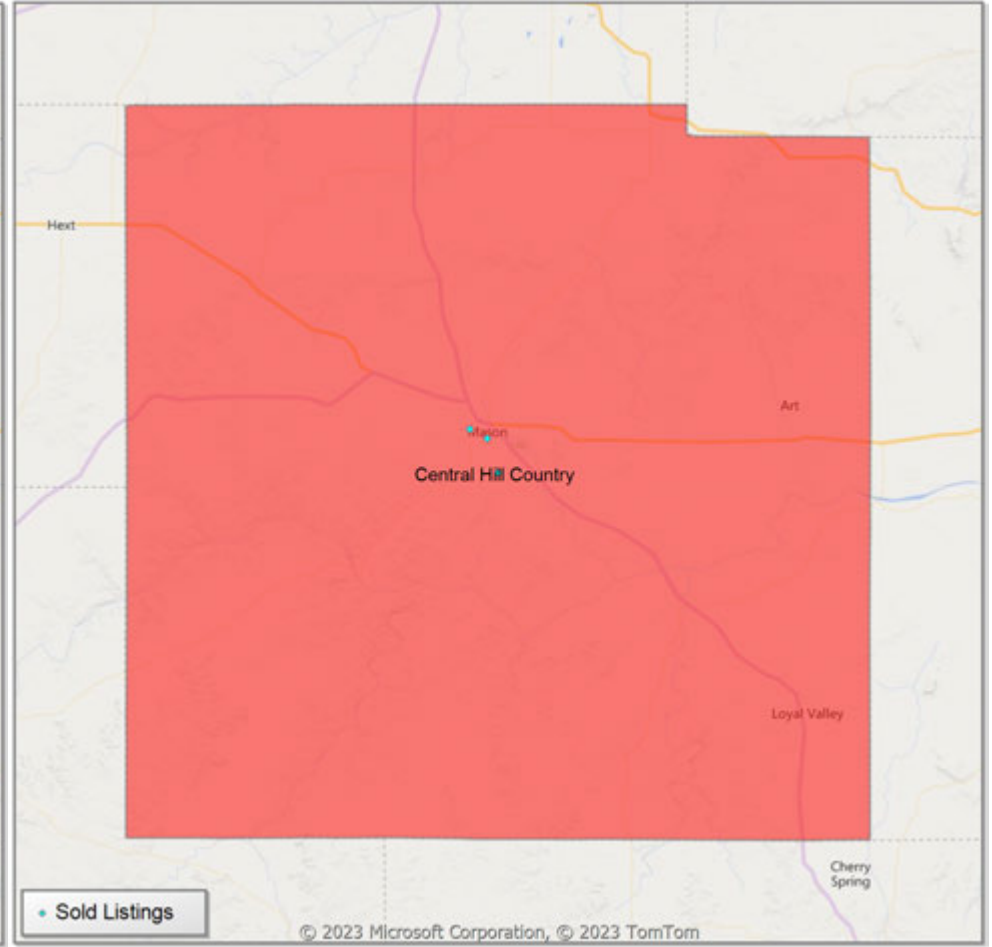 Hext
Art
Mason
Central Hill Country
Loyal Valley
Cherry
Spring
Sold Listings
© 2023 Microsoft Corporation, © 2023 TomTom